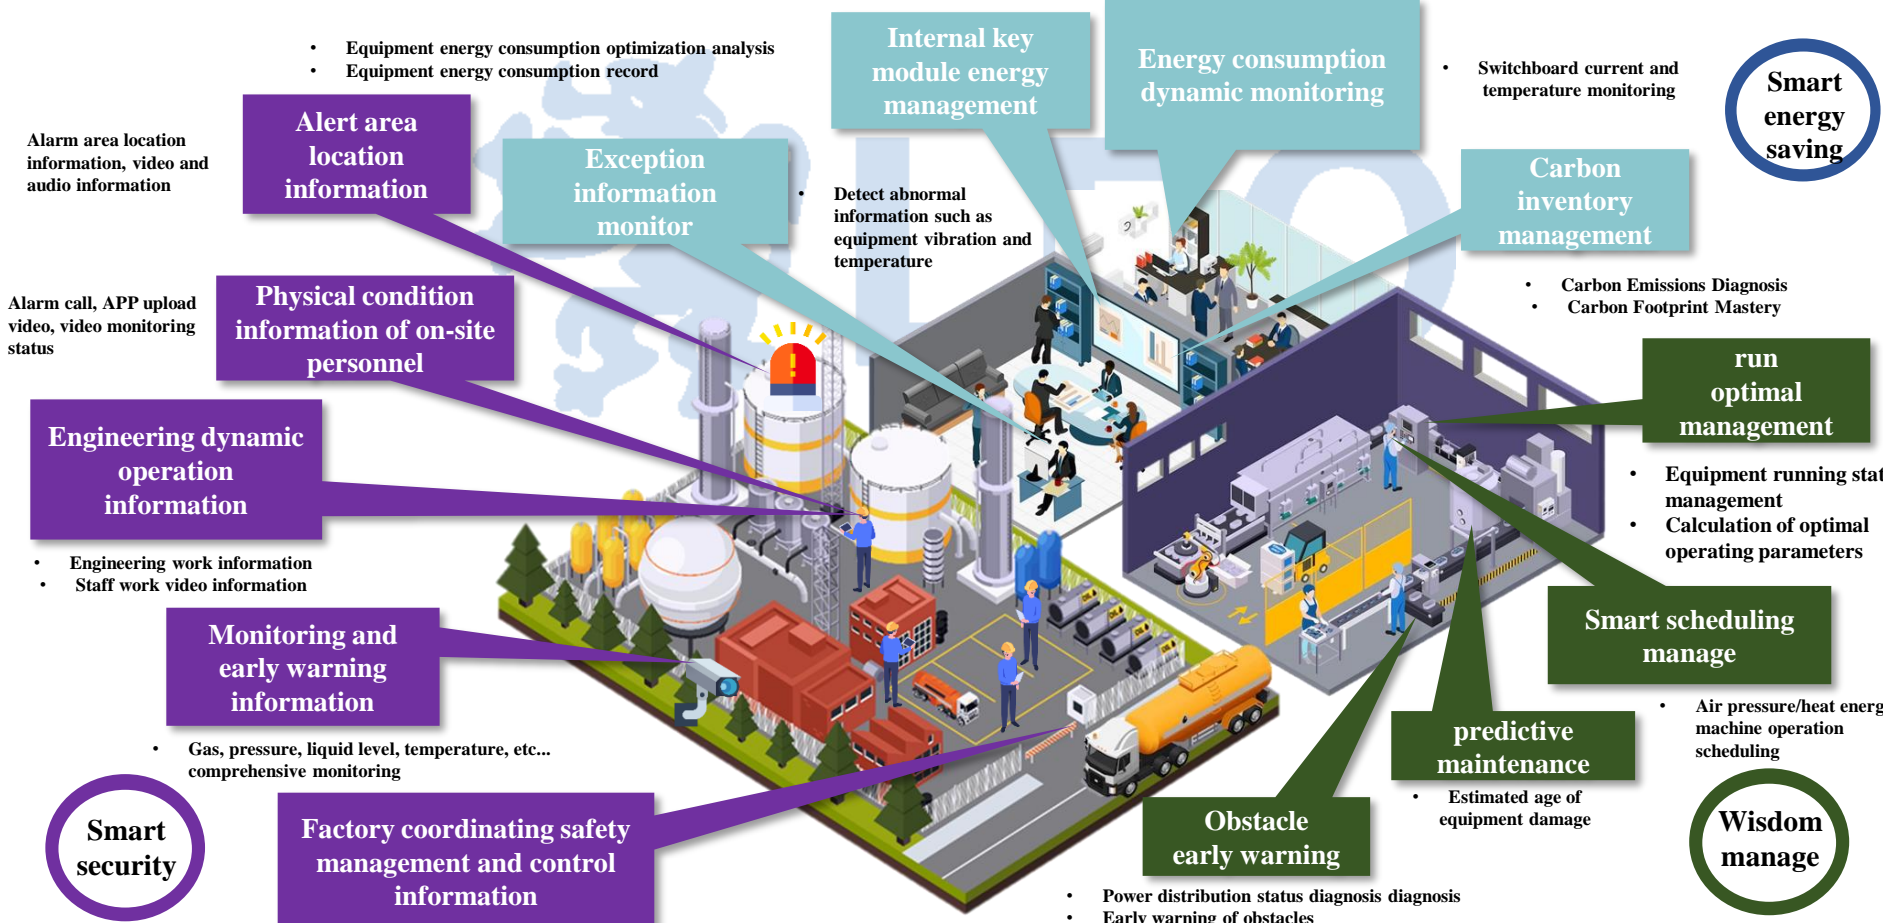 • Equipment energy consumption optimization analysis
• Equipment energy consumption record
Internal key
module energy
management
Energy consumption
dynamic monitoring
• Switchboard current and
temperature monitoring
Smart
energy
saving
Alarm area location
information, video and
audio information
Alert area
location
information
Exception
information
monitor
• Detect abnormal
information such as
equipment vibration and
temperature
Carbon
inventory
management
• Carbon Emissions Diagnosis
• Carbon Footprint Mastery
Alarm call, APP upload
video, video monitoring
status
Physical condition
information of on-site
personnel
run
optimal
management
• Equipment running stat
management
• Calculation of optimal
operating parameters
Engineering dynamic
operation
information
• Engineering work information
• Staff work video information
Smart scheduling
manage
• Air pressure/heat energ
machine operation
scheduling
Monitoring and
early warning
information
• Gas, pressure, liquid level, temperature, etc...
comprehensive monitoring
predictive
maintenance
• Estimated age of
equipment damage
Smart
security
Factory coordinating safety
management and control
information
Obstacle
early warning
• Power distribution status diagnosis diagnosis
• Early warning of obstacles
Wisdom
manage